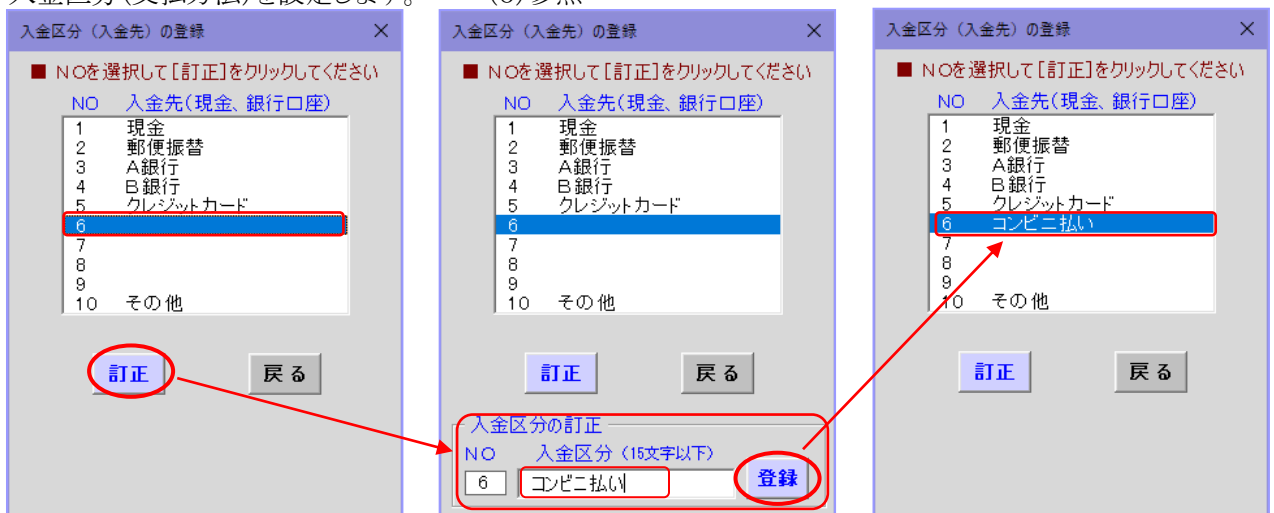 入金区分(支払方法)を設定します。 (3)参照
入金区分（入金先）の登録 ×
■ NOを選択して[訂正]をクリックしてください
NO 入金先(現金、銀行口座)
1 現金
2 郵便振替
3 A銀行
4 B銀行
5 クレジットカード
6
7
8
9
10 その他
訂正 戻る
入金区分（入金先）の登録 ×
■ NOを選択して[訂正]をクリックしてください
NO 入金先(現金、銀行口座)
1 現金
2 郵便振替
3 A銀行
4 B銀行
5 クレジットカード
6
7
8
9
10 その他
訂正 戻る
入金区分の訂正
NO 入金区分（15文字以下）
6 コンビニ払い 登録
入金区分（入金先）の登録 ×
■ NOを選択して[訂正]をクリックしてください
NO 入金先(現金、銀行口座)
1 現金
2 郵便振替
3 A銀行
4 B銀行
5 クレジットカード
6 コンビニ払い
7
8
9
10 その他
訂正 戻る